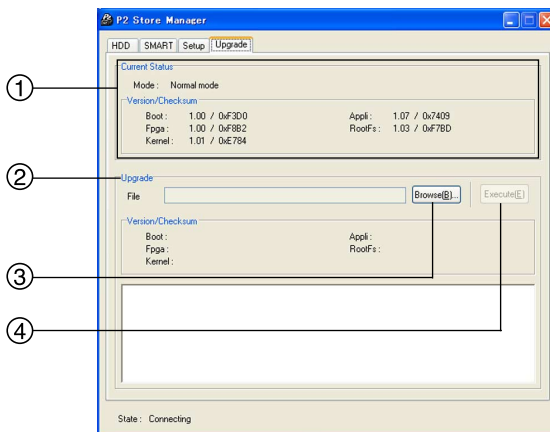 P2 Store Manager
HDD SMART Setup Upgrade
Current Status
Mode : Normal mode
Version/Checksum
Boot : 1.00 / 0xF3D0 Appli : 1.07 / 0x7409
Fpga : 1.00 / 0xF8B2 RootFs : 1.03 / 0xF7BD
Kernel : 1.01 / 0xE784
Upgrade
File Browse(B)... Execute(E)
Version/Checksum
Boot : Appli :
Fpga : RootFs :
Kernel :
State : Connecting
1
2
3
4